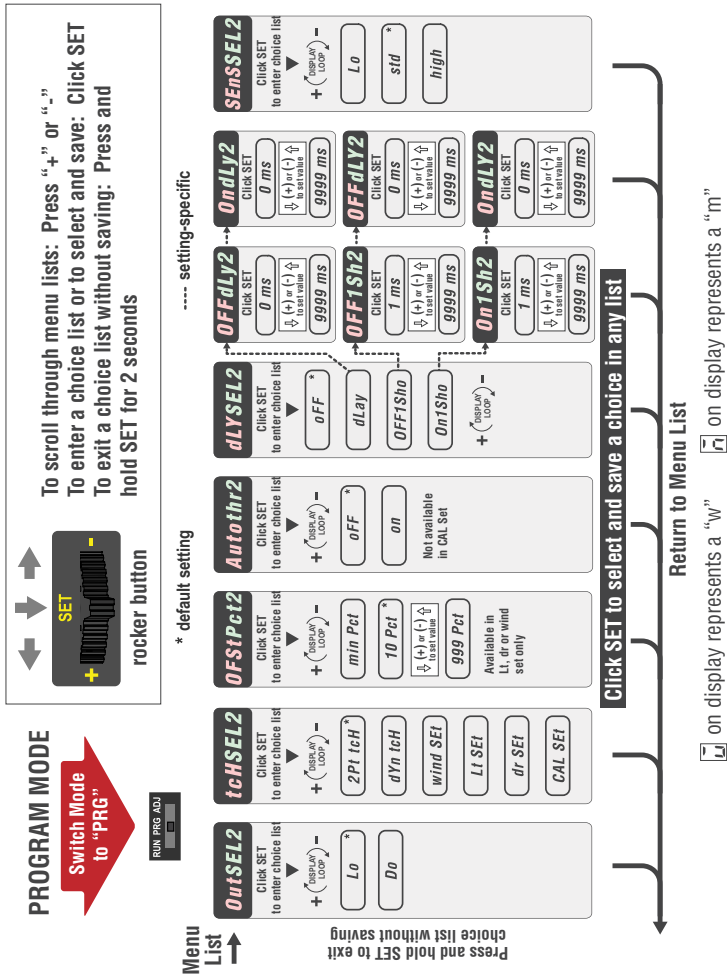 PROGRAM MODE
Switch Mode
to “PRG”
RUN PRG ADJ
+ SET -
rocker button
To scroll through menu lists: Press “+” or “-”
To enter a choice list or to select and save: Click SET
To exit a choice list without saving: Press and
hold SET for 2 seconds
* default setting
---- setting-specific
Menu
List
Press and hold SET to exit
choice list without saving
OutSEL2
Click SET
to enter choice list
+ (DISPLAY LOOP) -
Lo *
Do
tcHSEL2
Click SET
to enter choice list
+ (DISPLAY LOOP) -
2Pt tcH *
dYn tcH
wind SEt
Lt SEt
dr SEt
CAL SEt
OFStPct2
Click SET
to enter choice list
+ (DISPLAY LOOP) -
min Pct
10 Pct *
(+) or (-)
to set value
999 Pct
Available in
Lt, dr or wind
set only
Autothr2
Click SET
to enter choice list
+ (DISPLAY LOOP) -
oFF *
on
Not available
in CAL Set
dLYSEL2
Click SET
to enter choice list
oFF *
dLay
OFF1Sho
On1Sho
+ (DISPLAY LOOP) -
OFFdLy2
Click SET
0 ms
(+) or (-)
to set value
9999 ms
OndLy2
Click SET
0 ms
(+) or (-)
to set value
9999 ms
OFF1Sh2
Click SET
1 ms
(+) or (-)
to set value
9999 ms
OFFdLY2
Click SET
0 ms
(+) or (-)
to set value
9999 ms
On1Sh2
Click SET
1 ms
(+) or (-)
to set value
9999 ms
OndLY2
Click SET
0 ms
(+) or (-)
to set value
9999 ms
SEnSSEL2
Click SET
to enter choice list
+ (DISPLAY LOOP) -
Lo
std *
high
Click SET to select and save a choice in any list
Return to Menu List
on display represents a “w”
on display represents a “m”